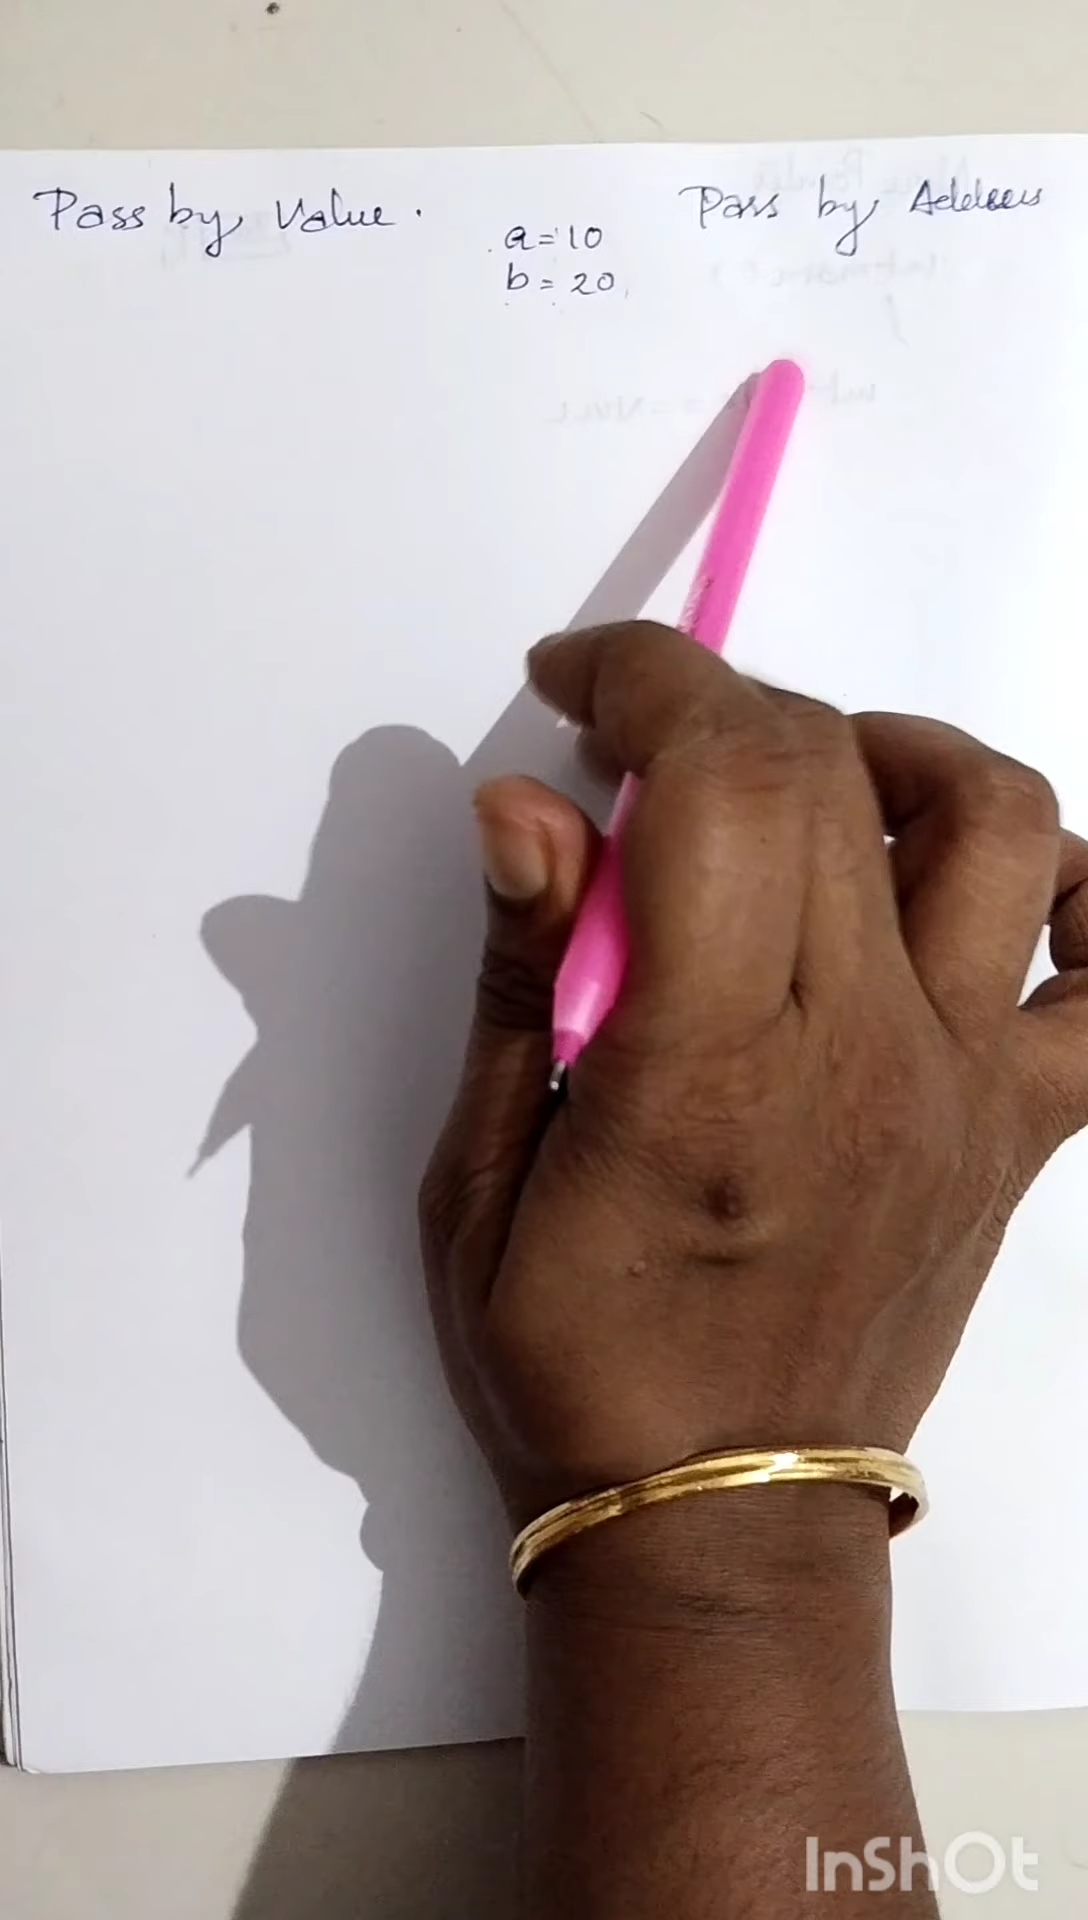 Pass by Value.
Pass by Address
a = 10
b = 20
InShOt